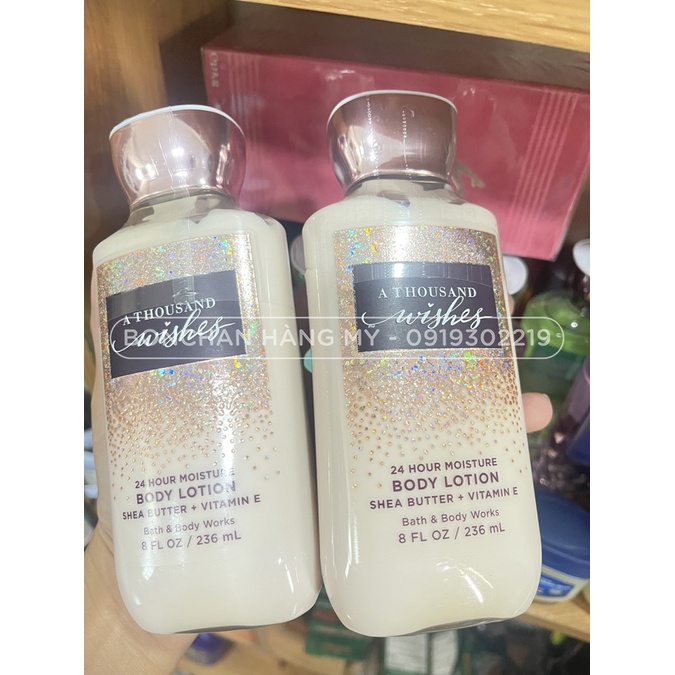 A THOUSAND
wishes
24 HOUR MOISTURE
BODY LOTION
SHEA BUTTER + VITAMIN E
Bath & Body Works
8 FL OZ / 236 mL
A THOUSAND
wishes
24 HOUR MOISTURE
BODY LOTION
SHEA BUTTER + VITAMIN E
Bath & Body Works
8 FL OZ / 236 mL
HÀNG MỸ - 0919302219